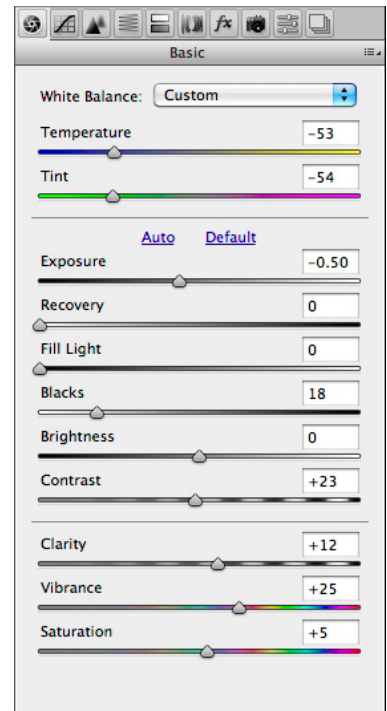 fx
Basic
White Balance: Custom
Temperature -53
Tint -54
Auto Default
Exposure -0.50
Recovery 0
Fill Light 0
Blacks 18
Brightness 0
Contrast +23
Clarity +12
Vibrance +25
Saturation +5